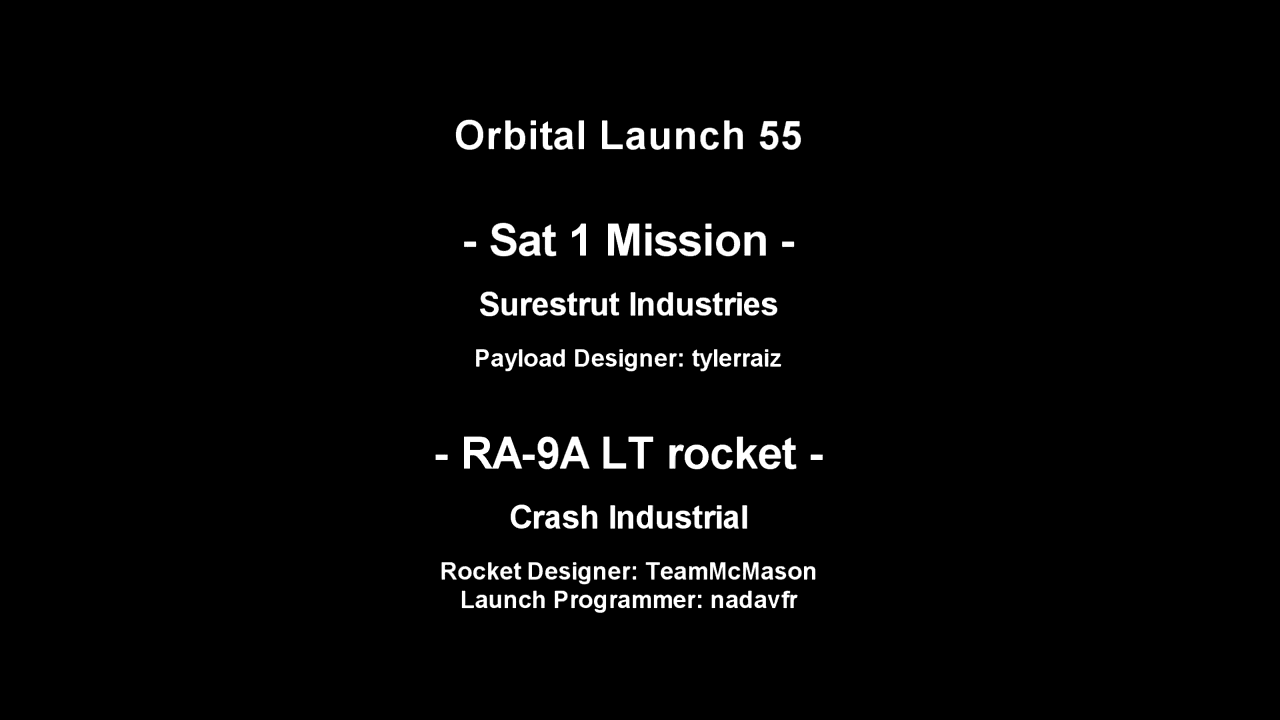 Orbital Launch 55
- Sat 1 Mission -
Surestrut Industries
Payload Designer: tylerraiz
- RA-9A LT rocket -
Crash Industrial
Rocket Designer: TeamMcMason
Launch Programmer: nadavfr